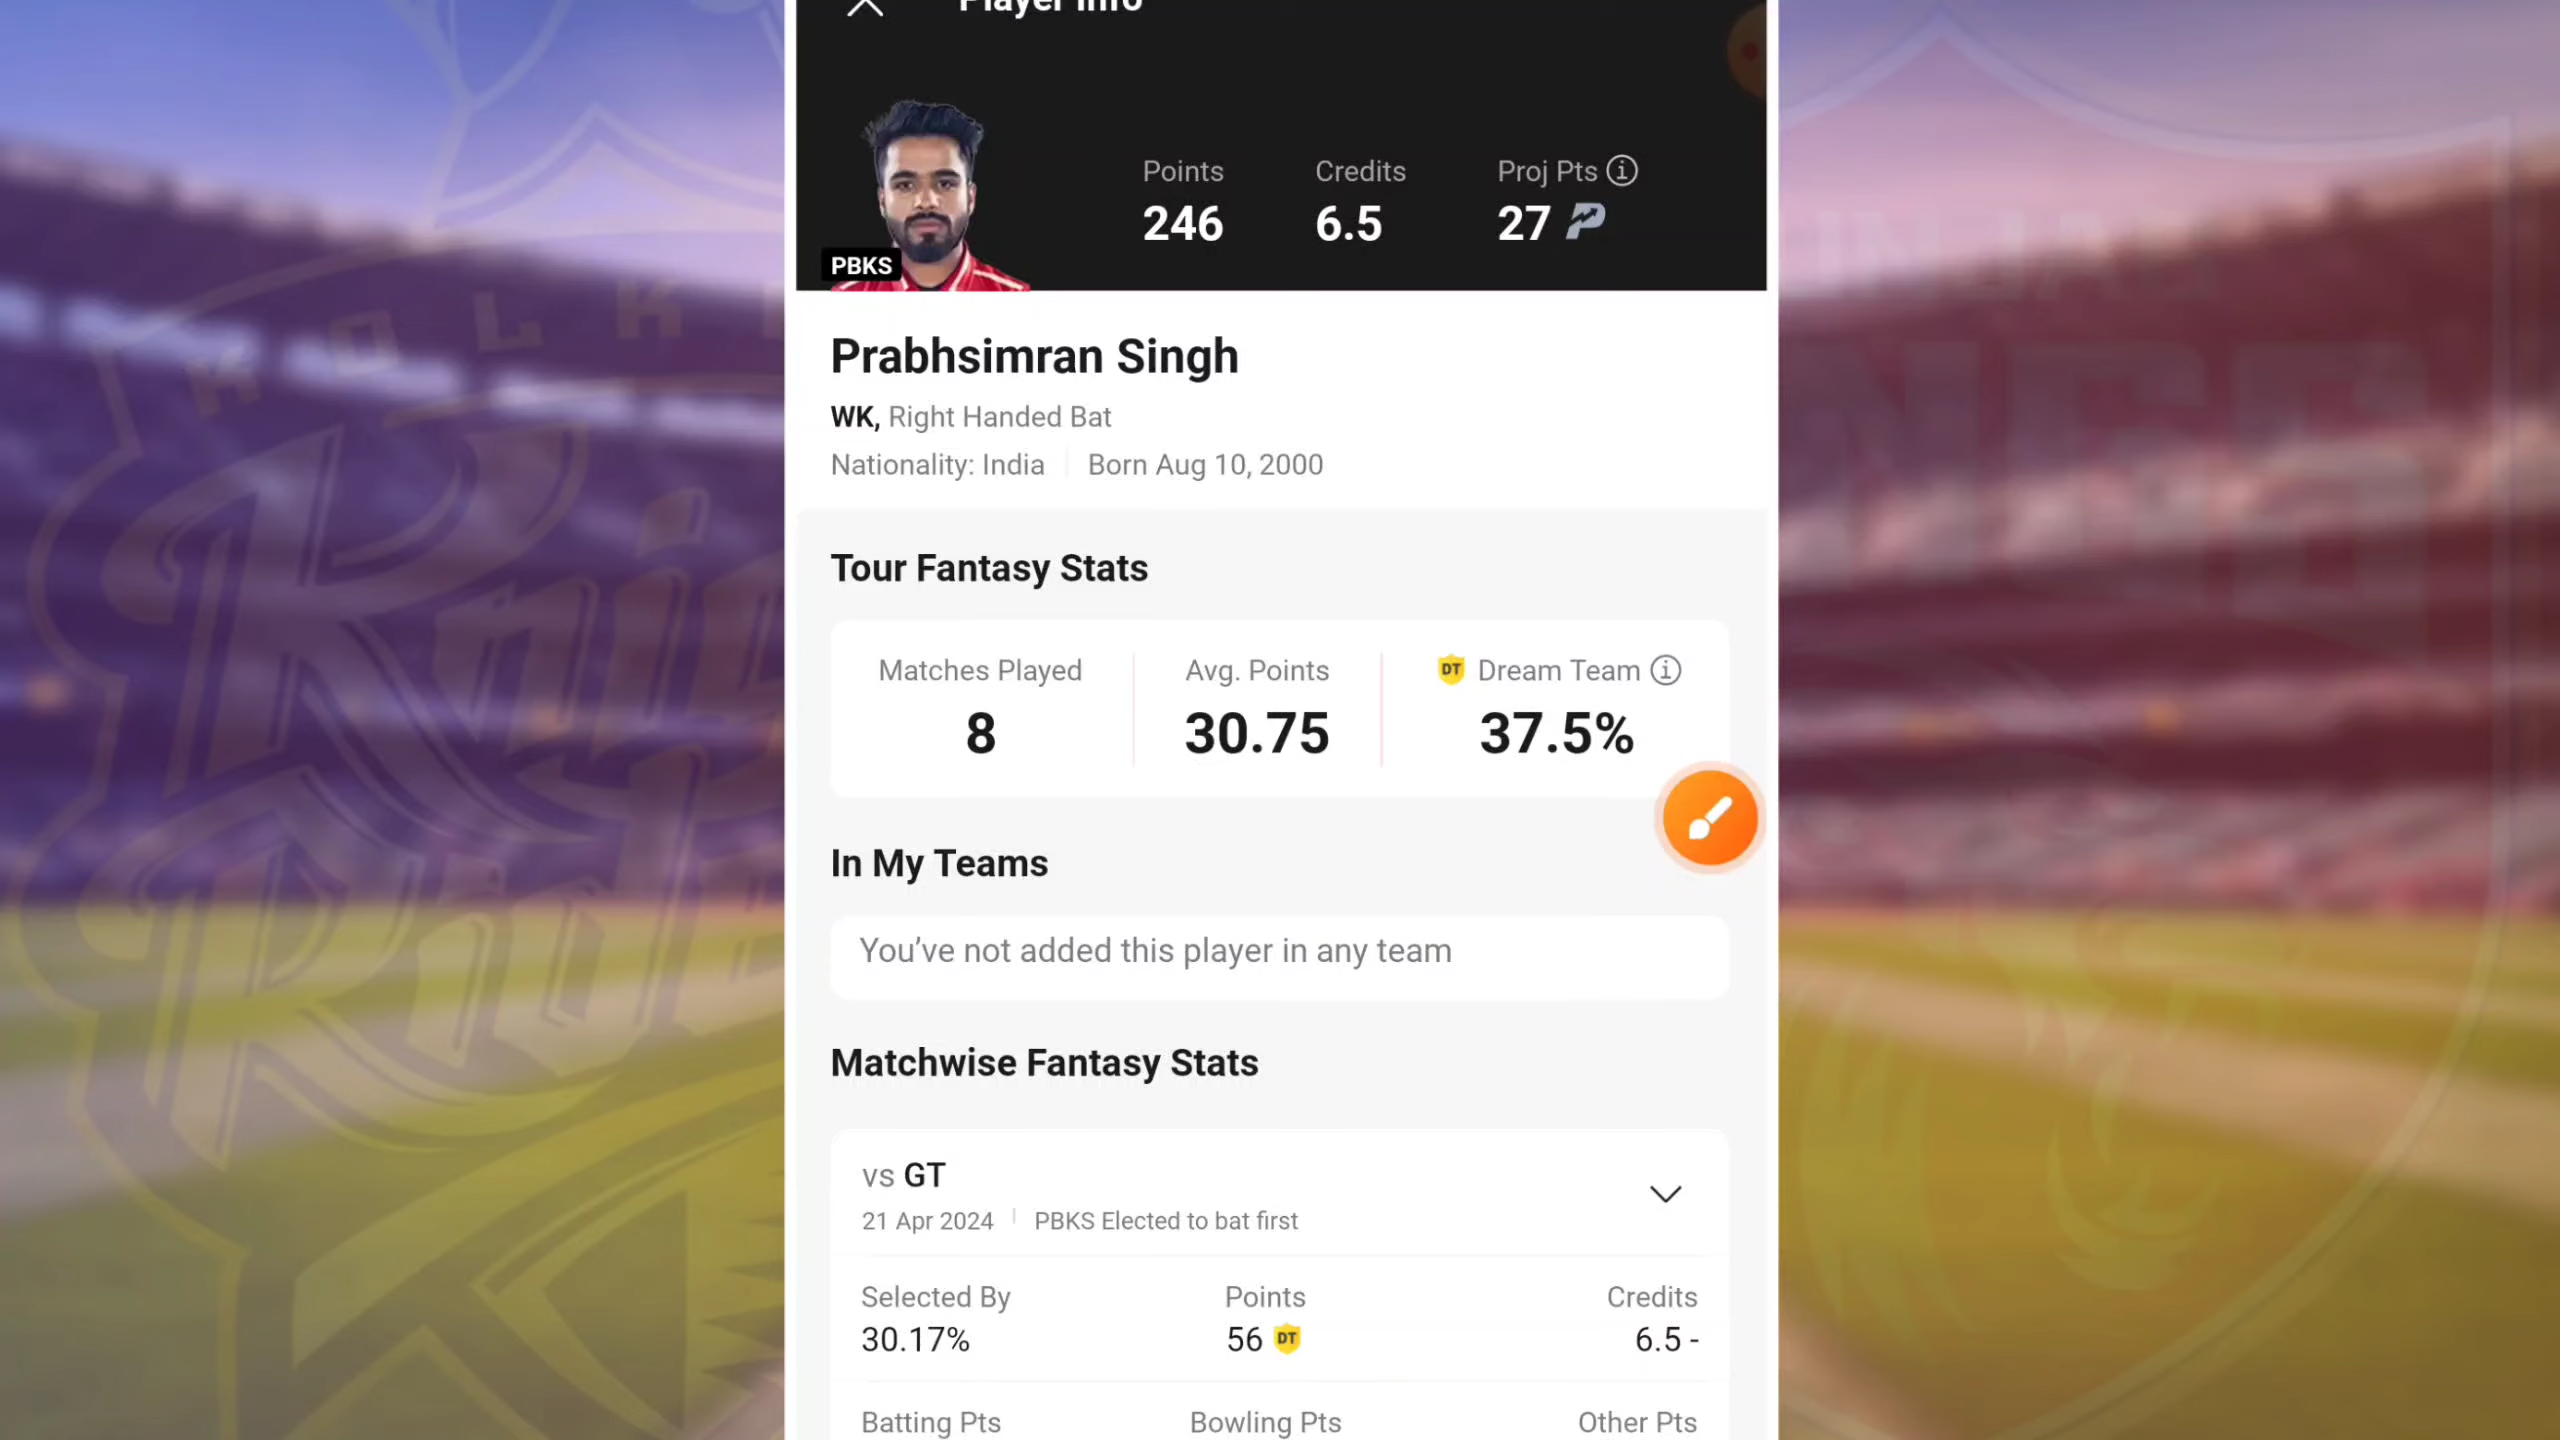 Player Info
Points
Credits
Proj Pts
246
6.5
27
PBKS
Prabhsimran Singh
WK, Right Handed Bat
Nationality: India
Born Aug 10, 2000
Tour Fantasy Stats
Matches Played
Avg. Points
DT Dream Team
8
30.75
37.5%
In My Teams
You’ve not added this player in any team
Matchwise Fantasy Stats
vs GT
21 Apr 2024
PBKS Elected to bat first
Selected By
Points
Credits
30.17%
56 DT
6.5 -
Batting Pts
Bowling Pts
Other Pts